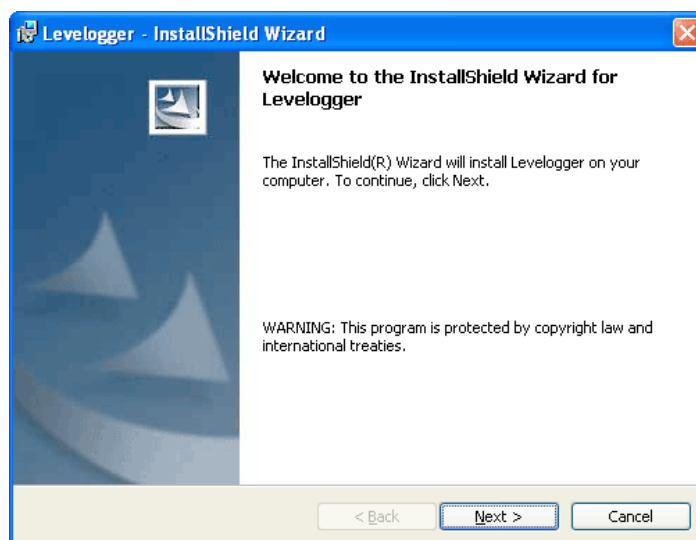 Levelogger - InstallShield Wizard
Welcome to the InstallShield Wizard for
Levelogger
The InstallShield(R) Wizard will install Levelogger on your
computer. To continue, click Next.
WARNING: This program is protected by copyright law and
international treaties.
< Back
Next >
Cancel